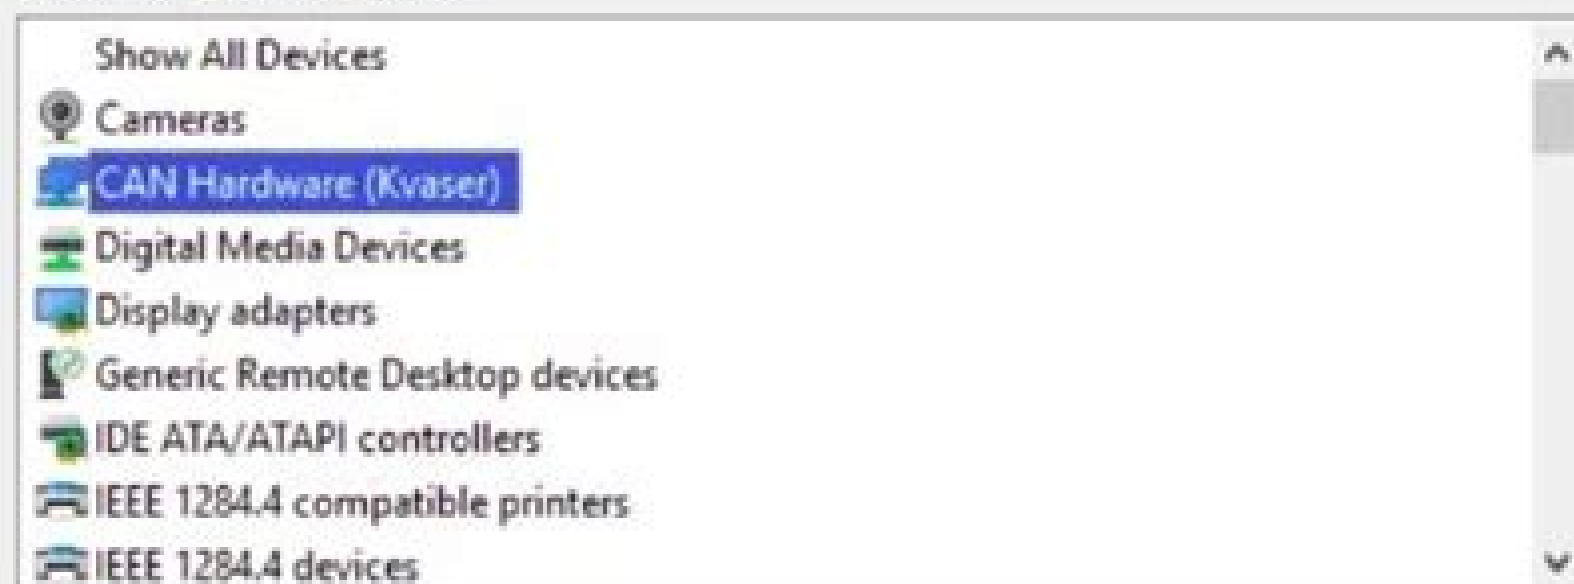 Show All Devices
Cameras
CAN Hardware (Kvaser)
Digital Media Devices
Display adapters
Generic Remote Desktop devices
IDE ATA/ATAPI controllers
IEEE 1284.4 compatible printers
IEEE 1284.4 devices